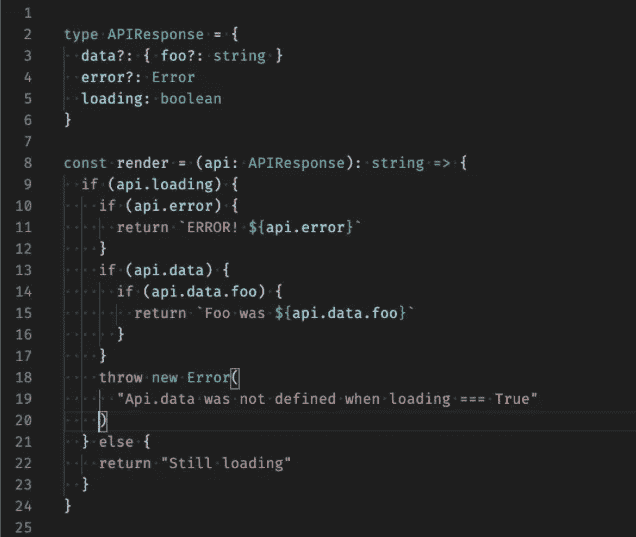 1
2 type APIResponse = {
3   data?: { foo?: string }
4   error?: Error
5   loading: boolean
6 }
7
8 const render = (api: APIResponse): string => {
9   if (api.loading) {
10     if (api.error) {
11       return `ERROR! ${api.error}`
12     }
13     if (api.data) {
14       if (api.data.foo) {
15         return `Foo was ${api.data.foo}`
16       }
17     }
18     throw new Error(
19       "Api.data was not defined when loading === True"
20     )
21   } else {
22     return "Still loading"
23   }
24 }
25